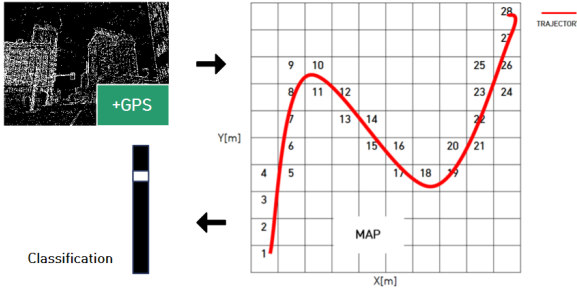 +GPS
28
TRAJECTOR
27
9 10 25 26
8 11 12 23 24
7 13 14 22
Y[m]
6 15 16 20 21
4 5 17 18 19
3
2
MAP
1
Classification
X[m]